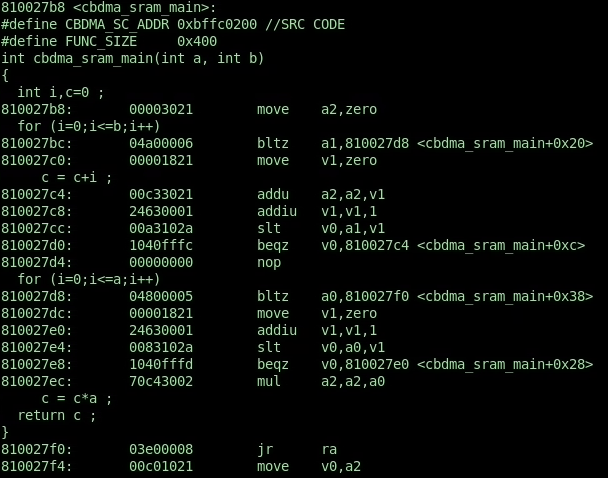 810027b8 <cbdma_sram_main>:
#define CBDMA_SC_ADDR 0xbffc0200 //SRC CODE
#define FUNC_SIZE     0x400
int cbdma_sram_main(int a, int b)
{
  int i,c=0 ;
810027b8:       00003021        move    a2,zero
  for (i=0;i<=b;i++)
810027bc:       04a00006        bltz    a1,810027d8 <cbdma_sram_main+0x20>
810027c0:       00001821        move    v1,zero
     c = c+i ;
810027c4:       00c33021        addu    a2,a2,v1
810027c8:       24630001        addiu   v1,v1,1
810027cc:       00a3102a        slt     v0,a1,v1
810027d0:       1040fffc        beqz    v0,810027c4 <cbdma_sram_main+0xc>
810027d4:       00000000        nop
  for (i=0;i<=a;i++)
810027d8:       04800005        bltz    a0,810027f0 <cbdma_sram_main+0x38>
810027dc:       00001821        move    v1,zero
810027e0:       24630001        addiu   v1,v1,1
810027e4:       0083102a        slt     v0,a0,v1
810027e8:       1040fffd        beqz    v0,810027e0 <cbdma_sram_main+0x28>
810027ec:       70c43002        mul     a2,a2,a0
     c = c*a ;
  return c ;
}
810027f0:       03e00008        jr      ra
810027f4:       00c01021        move    v0,a2